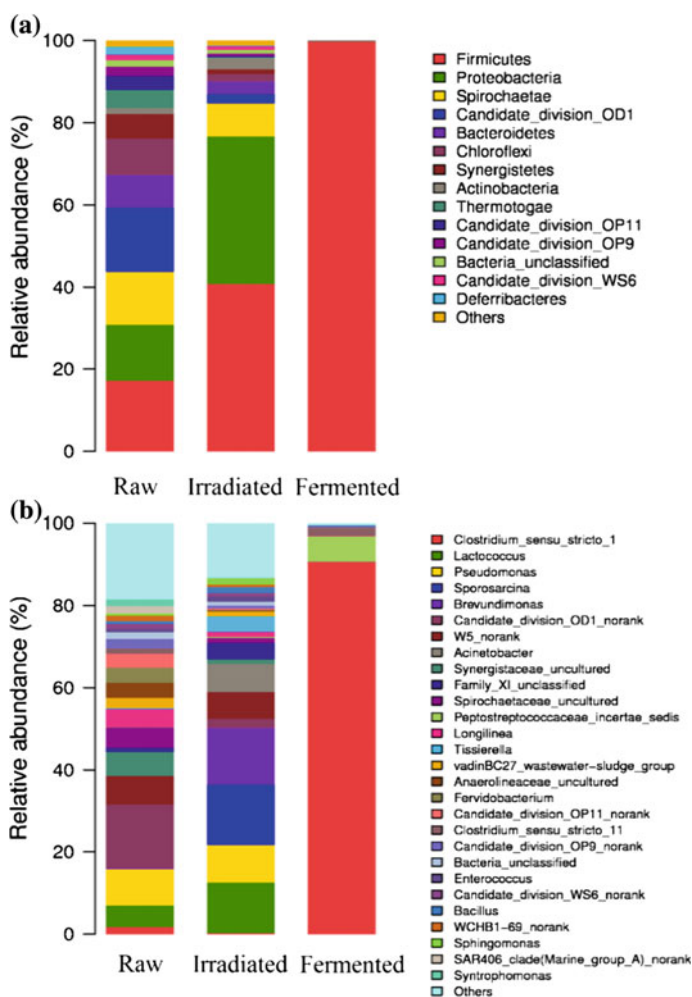 (a)
Relative abundance (%)
100
80
60
40
20
0
Raw
Irradiated
Fermented
Firmicutes
Proteobacteria
Spirochaetae
Candidate_division_OD1
Bacteroidetes
Chloroflexi
Synergistetes
Actinobacteria
Thermotogae
Candidate_division_OP11
Candidate_division_OP9
Bacteria_unclassified
Candidate_division_WS6
Deferribacteres
Others
(b)
Relative abundance (%)
100
80
60
40
20
0
Raw
Irradiated
Fermented
Clostridium_sensu_stricto_1
Lactococcus
Pseudomonas
Sporosarcina
Brevundimonas
Candidate_division_OD1_norank
W5_norank
Acinetobacter
Synergistaceae_uncultured
Family_XI_unclassified
Spirochaetaceae_uncultured
Peptostreptococcaceae_incertae_sedis
Longilinea
Tissierella
vadinBC27_wastewater-sludge_group
Anaerolineaceae_uncultured
Fervidobacterium
Candidate_division_OP11_norank
Clostridium_sensu_stricto_11
Candidate_division_OP9_norank
Bacteria_unclassified
Enterococcus
Candidate_division_WS6_norank
Bacillus
WCHB1-69_norank
Sphingomonas
SAR406_clade(Marine_group_A)_norank
Syntrophomonas
Others